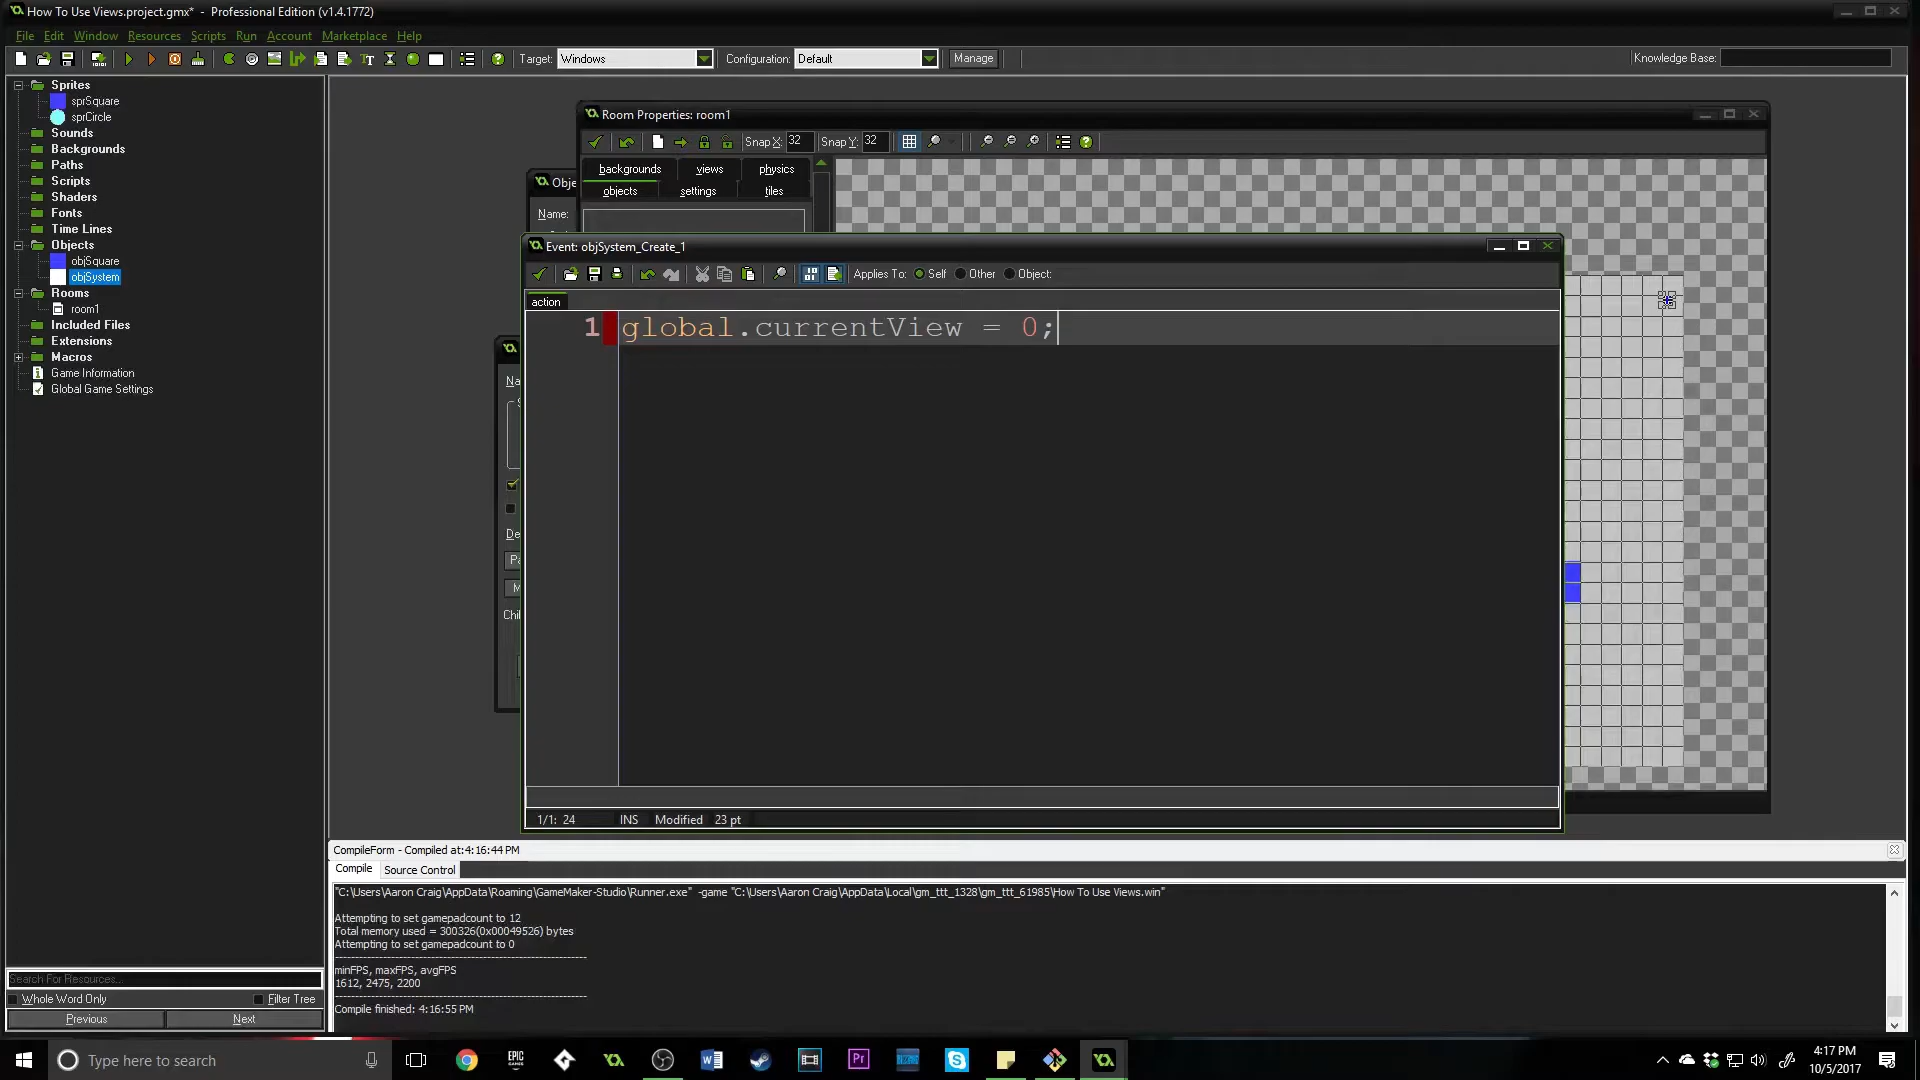 How To Use Views.project.gmx* - Professional Edition (v1.4.1772)
File Edit Window Resources Scripts Run Account Marketplace Help
Target: Windows Configuration: Default Manage Knowledge Base:
Sprites
sprSquare
sprCircle
Sounds
Backgrounds
Paths
Scripts
Shaders
Fonts
Time Lines
Objects
objSquare
objSystem
Rooms
room1
Included Files
Extensions
Macros
Game Information
Global Game Settings
Search For Resources...
Whole Word Only Filter Tree
Previous Next
Room Properties: room1
Snap X: 32 Snap Y: 32
backgrounds views physics
objects settings tiles
Obje
Name:
Na
S
De
Pa
M
Chil
Event: objSystem_Create_1
Applies To: Self Other Object:
action
1 global.currentView = 0;
1/1: 24 INS Modified 23 pt
CompileForm - Compiled at:4:16:44 PM
Compile Source Control
"C:\Users\Aaron Craig\AppData\Roaming\GameMaker-Studio\Runner.exe" -game "C:\Users\Aaron Craig\AppData\Local\gm_ttt_1328\gm_ttt_61985\How To Use Views.win"
Attempting to set gamepadcount to 12
Total memory used = 300326(0x00049526) bytes
Attempting to set gamepadcount to 0
minFPS, maxFPS, avgFPS
1612, 2475, 2200
Compile finished: 4:16:55 PM
Type here to search
EPIC GAMES
Pr
4:17 PM
10/5/2017